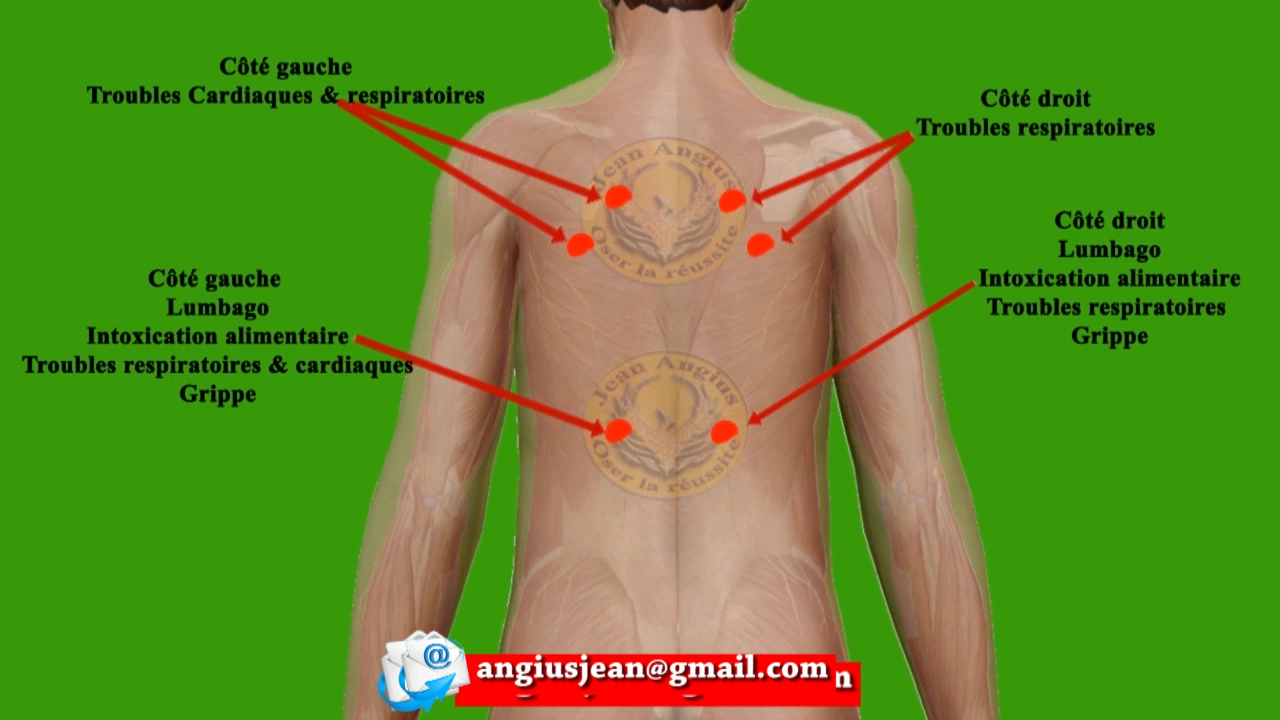 Côté gauche
Troubles Cardiaques & respiratoires
Côté droit
Troubles respiratoires
Côté droit
Lumbago
Intoxication alimentaire
Troubles respiratoires
Grippe
Côté gauche
Lumbago
Intoxication alimentaire
Troubles respiratoires & cardiaques
Grippe
Jean Angius
Oser la réussite
Jean Angius
Oser la réussite
@
angiusjean@gmail.com
n